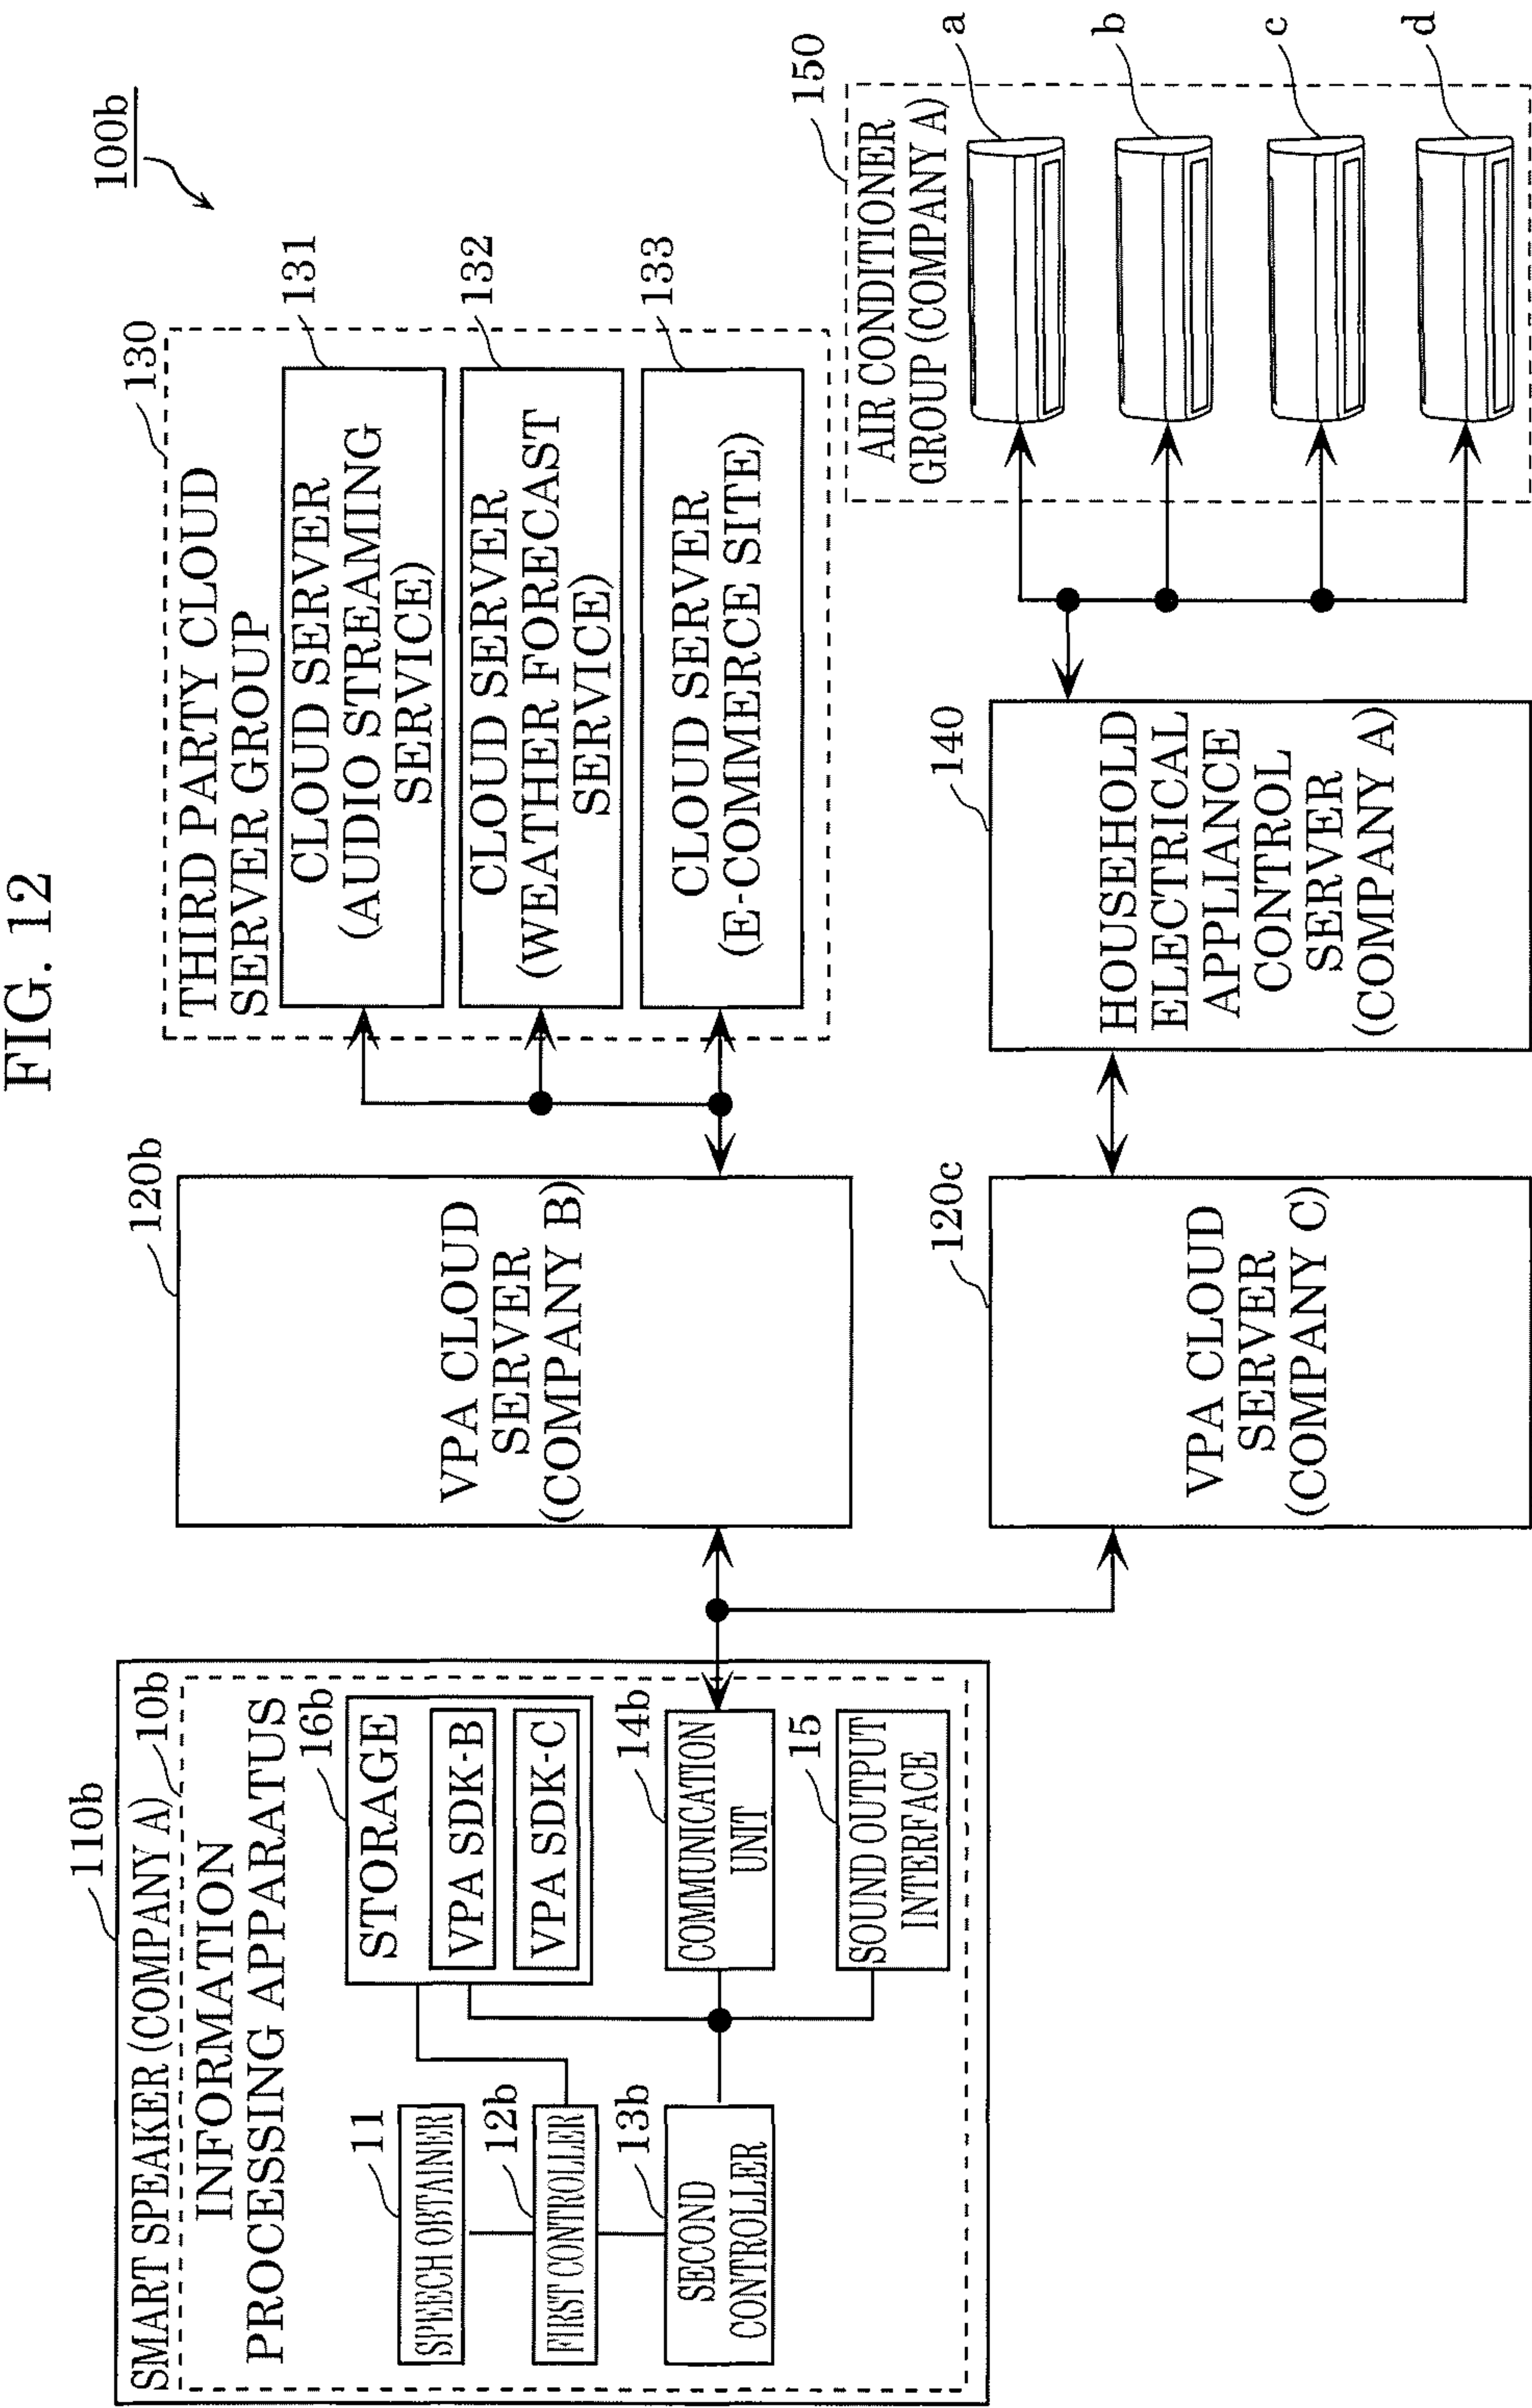 FIG. 12
100b
110b
SMART SPEAKER (COMPANY A)
10b
INFORMATION
PROCESSING APPARATUS
11
SPEECH OBTAINER
12b
FIRST CONTROLLER
13b
SECOND
CONTROLLER
16b
STORAGE
VPA SDK-B
VPA SDK-C
14b
COMMUNICATION
UNIT
15
SOUND OUTPUT
INTERFACE
120b
VPA CLOUD
SERVER
(COMPANY B)
120c
VPA CLOUD
SERVER
(COMPANY C)
130
THIRD PARTY CLOUD
SERVER GROUP
131
CLOUD SERVER
(AUDIO STREAMING
SERVICE)
132
CLOUD SERVER
(WEATHER FORECAST
SERVICE)
133
CLOUD SERVER
(E-COMMERCE SITE)
140
HOUSEHOLD
ELECTRICAL
APPLIANCE
CONTROL
SERVER
(COMPANY A)
150
AIR CONDITIONER
GROUP (COMPANY A)
a
b
c
d